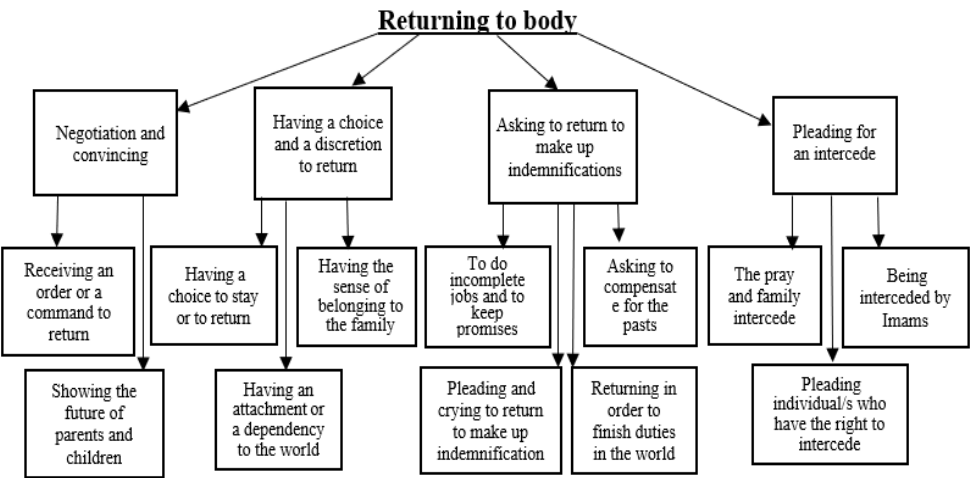 Returning to body
Negotiation and
convincing
Having a choice
and a discretion
to return
Asking to return to
make up
indemnifications
Pleading for
an intercede
Receiving an
order or a
command to
return
Having a
choice to stay
or to return
Having the
sense of
belonging to
the family
To do
incomplete
jobs and to
keep
promises
Asking to
compensat
e for the
pasts
The pray
and family
intercede
Being
interceded by
Imams
Showing the
future of
parents and
children
Having an
attachment or
a dependency
to the world
Pleading and
crying to return
to make up
indemnification
Returning in
order to
finish duties
in the world
Pleading
individual/s who
have the right to
intercede